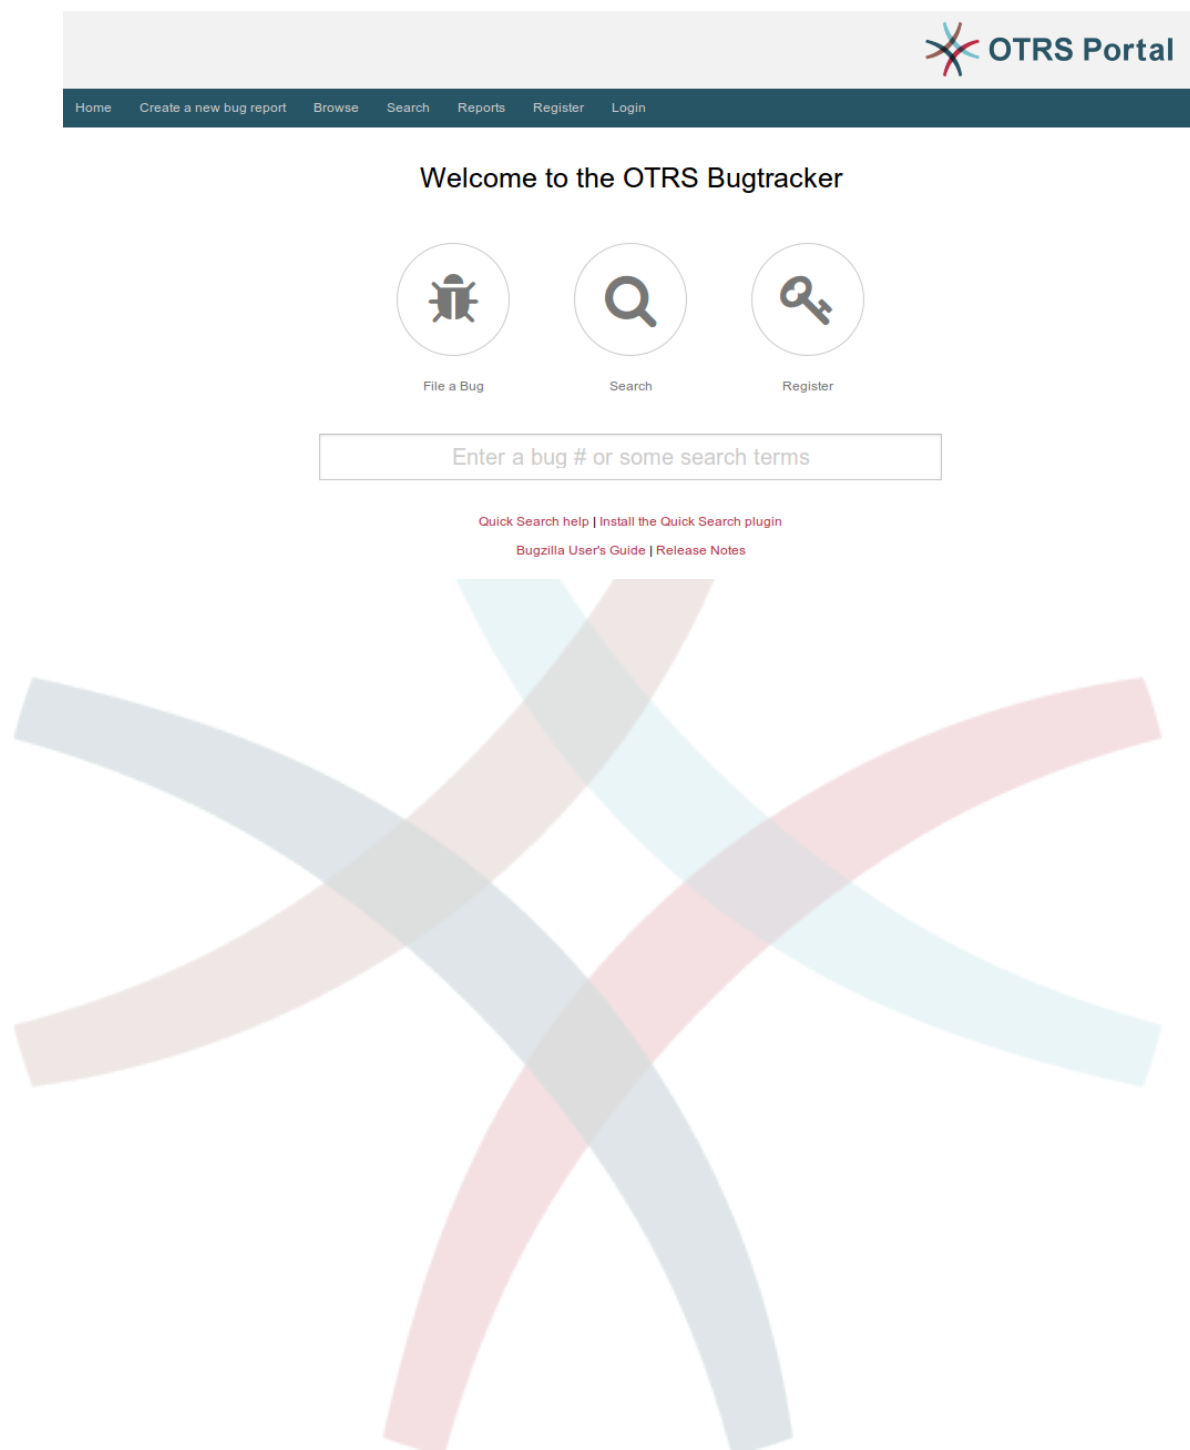 OTRS Portal
Home Create a new bug report Browse Search Reports Register Login
Welcome to the OTRS Bugtracker
File a Bug Search Register
Enter a bug # or some search terms
Quick Search help | Install the Quick Search plugin
Bugzilla User's Guide | Release Notes